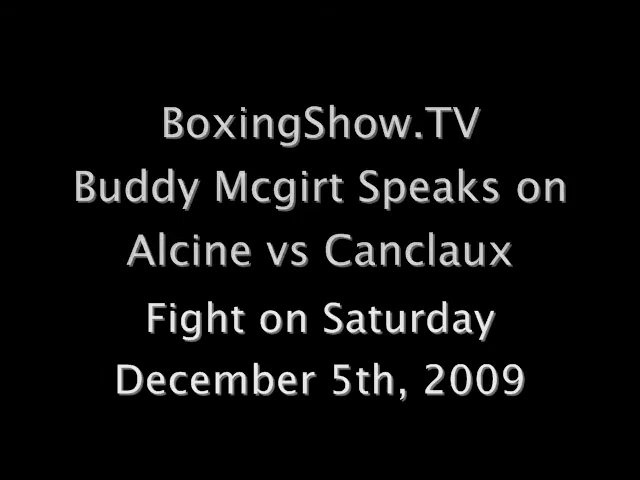 BoxingShow.TV
Buddy Mcgirt Speaks on
Alcine vs Canclaux
Fight on Saturday
December 5th, 2009